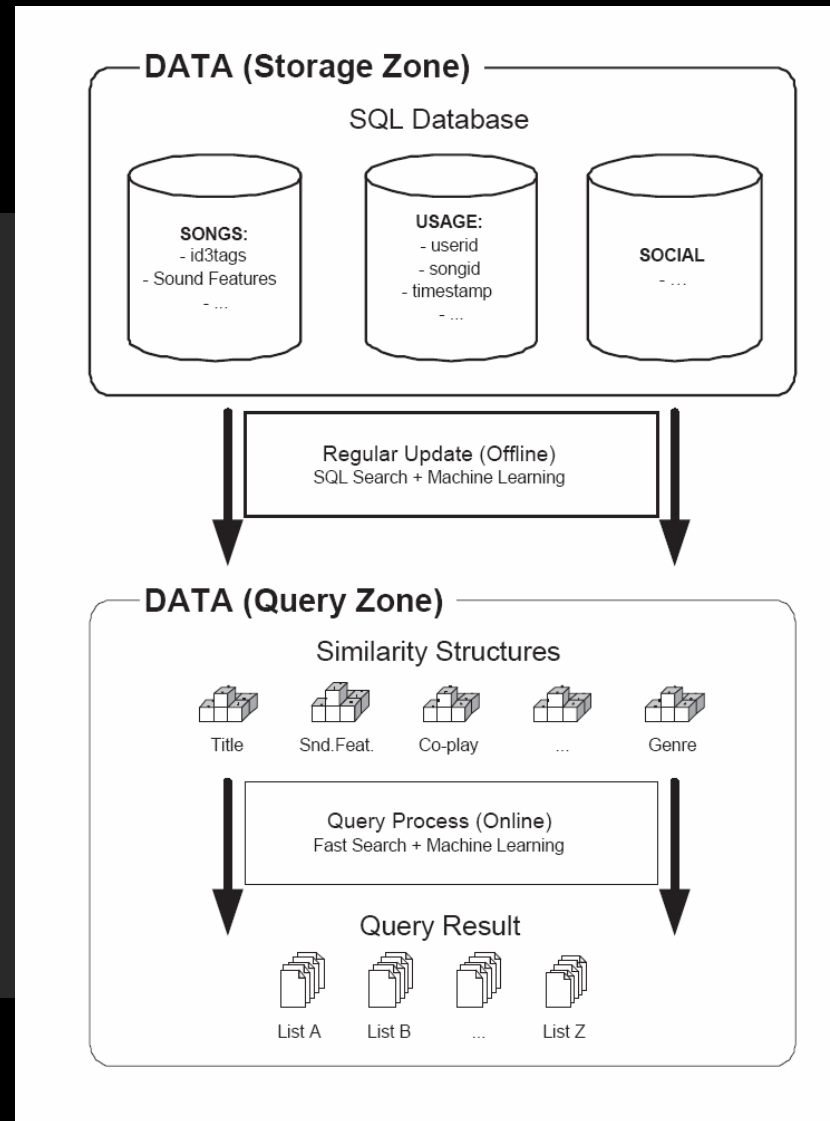 DATA (Storage Zone)
SQL Database
SONGS:
- id3tags
- Sound Features
- ...
USAGE:
- userid
- songid
- timestamp
- ...
SOCIAL
- ...
Regular Update (Offline)
SQL Search + Machine Learning
DATA (Query Zone)
Similarity Structures
Title
Snd.Feat.
Co-play
...
Genre
Query Process (Online)
Fast Search + Machine Learning
Query Result
List A
List B
...
List Z